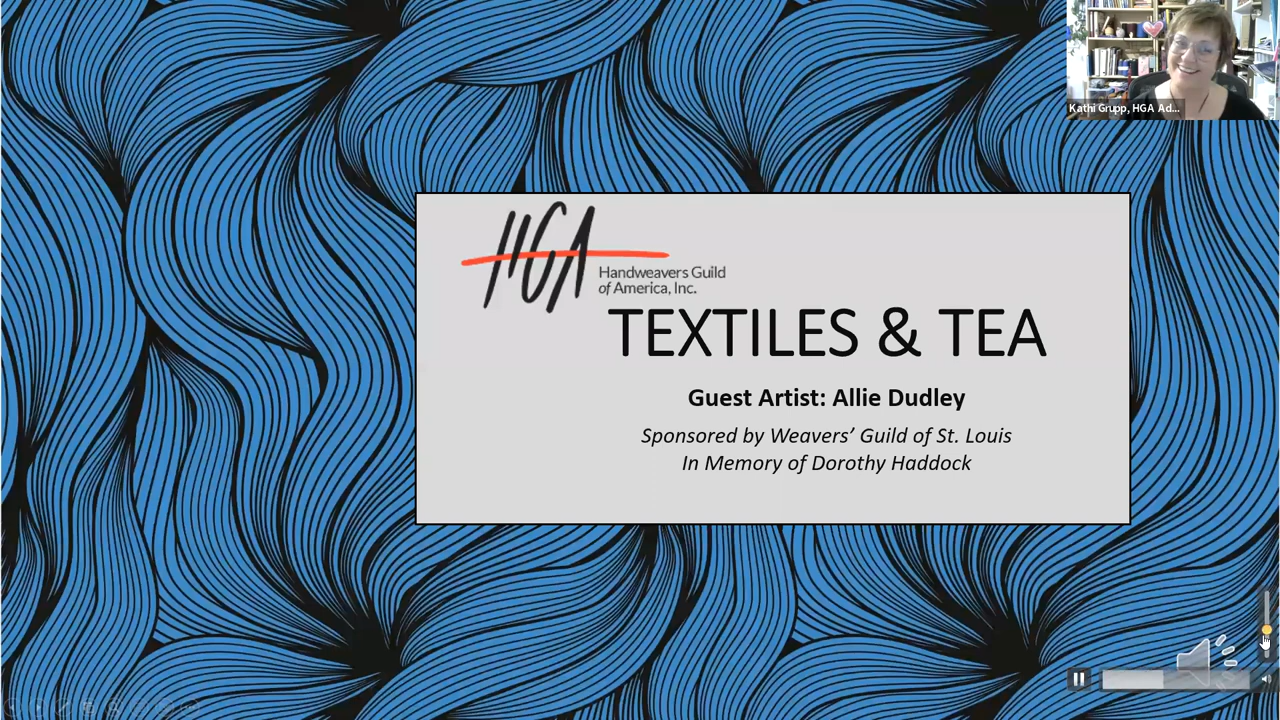 Kathi Grupp, HGA Ad...
HGA
Handweavers Guild
of America, Inc.
TEXTILES & TEA
Guest Artist: Allie Dudley
Sponsored by Weavers’ Guild of St. Louis
In Memory of Dorothy Haddock